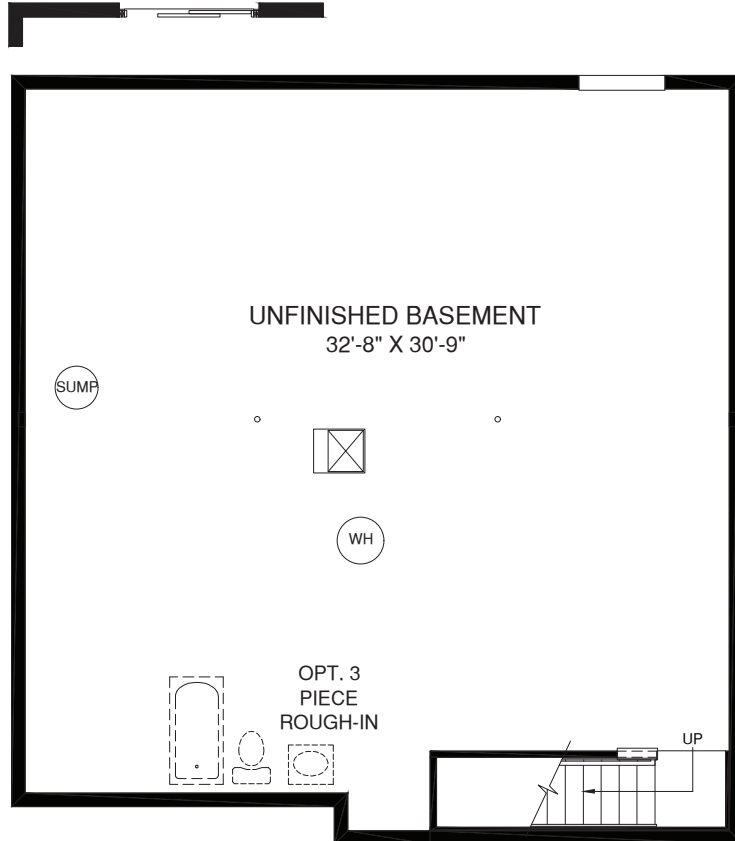 UNFINISHED BASEMENT
32'-8" X 30'-9"
SUMP
WH
OPT. 3
PIECE
ROUGH-IN
UP